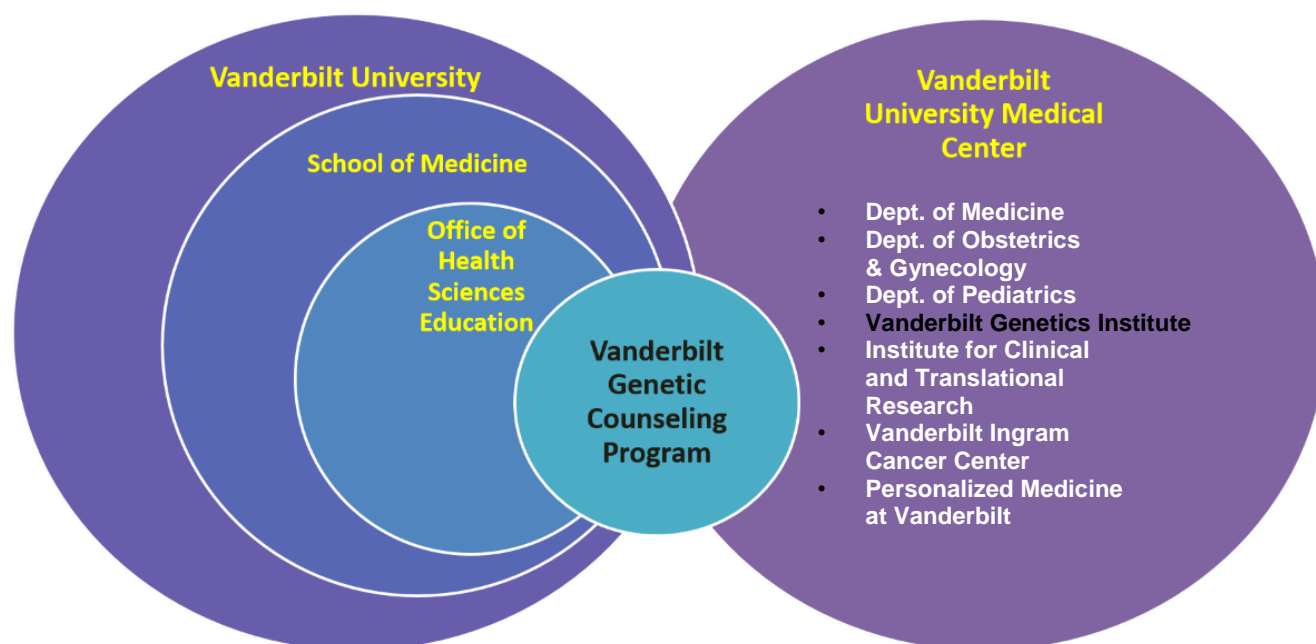 Vanderbilt University
School of Medicine
Office of
Health
Sciences
Education
Vanderbilt
Genetic
Counseling
Program
Vanderbilt
University Medical
Center
• Dept. of Medicine
• Dept. of Obstetrics
& Gynecology
• Dept. of Pediatrics
• Vanderbilt Genetics Institute
• Institute for Clinical
and Translational
Research
• Vanderbilt Ingram
Cancer Center
• Personalized Medicine
at Vanderbilt